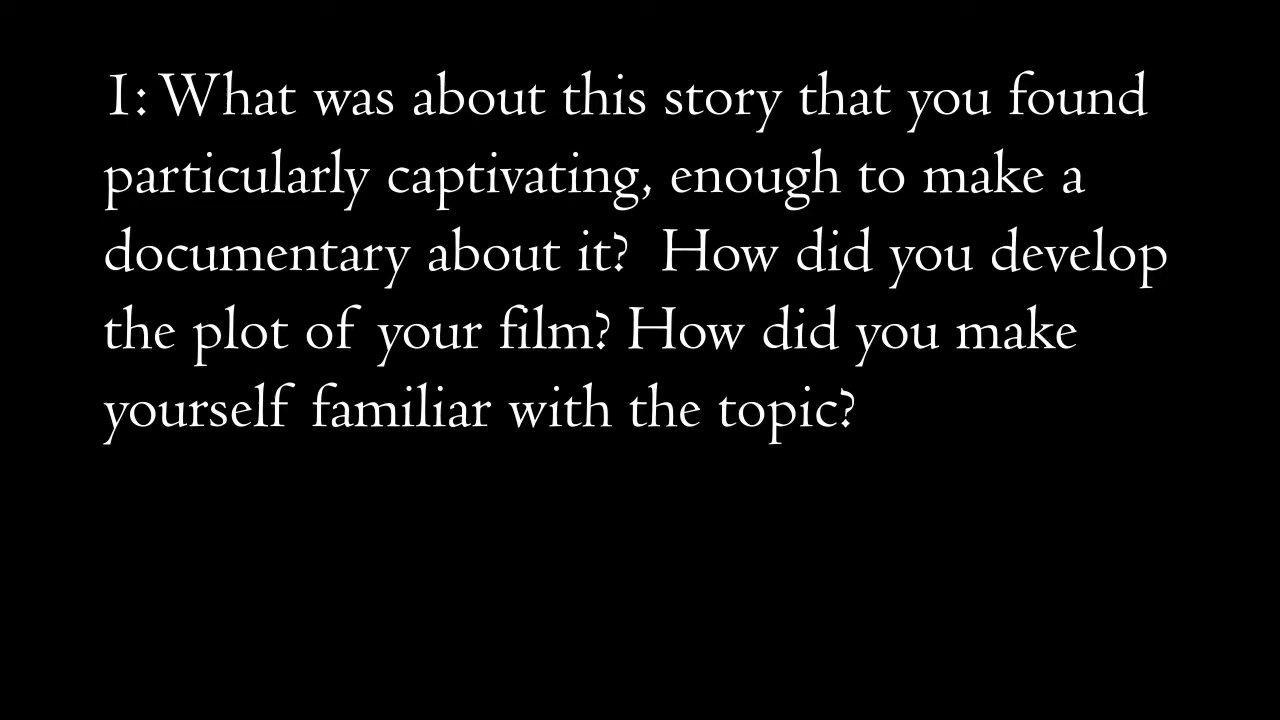 1: What was about this story that you found
particularly captivating, enough to make a
documentary about it?  How did you develop
the plot of your film? How did you make
yourself familiar with the topic?